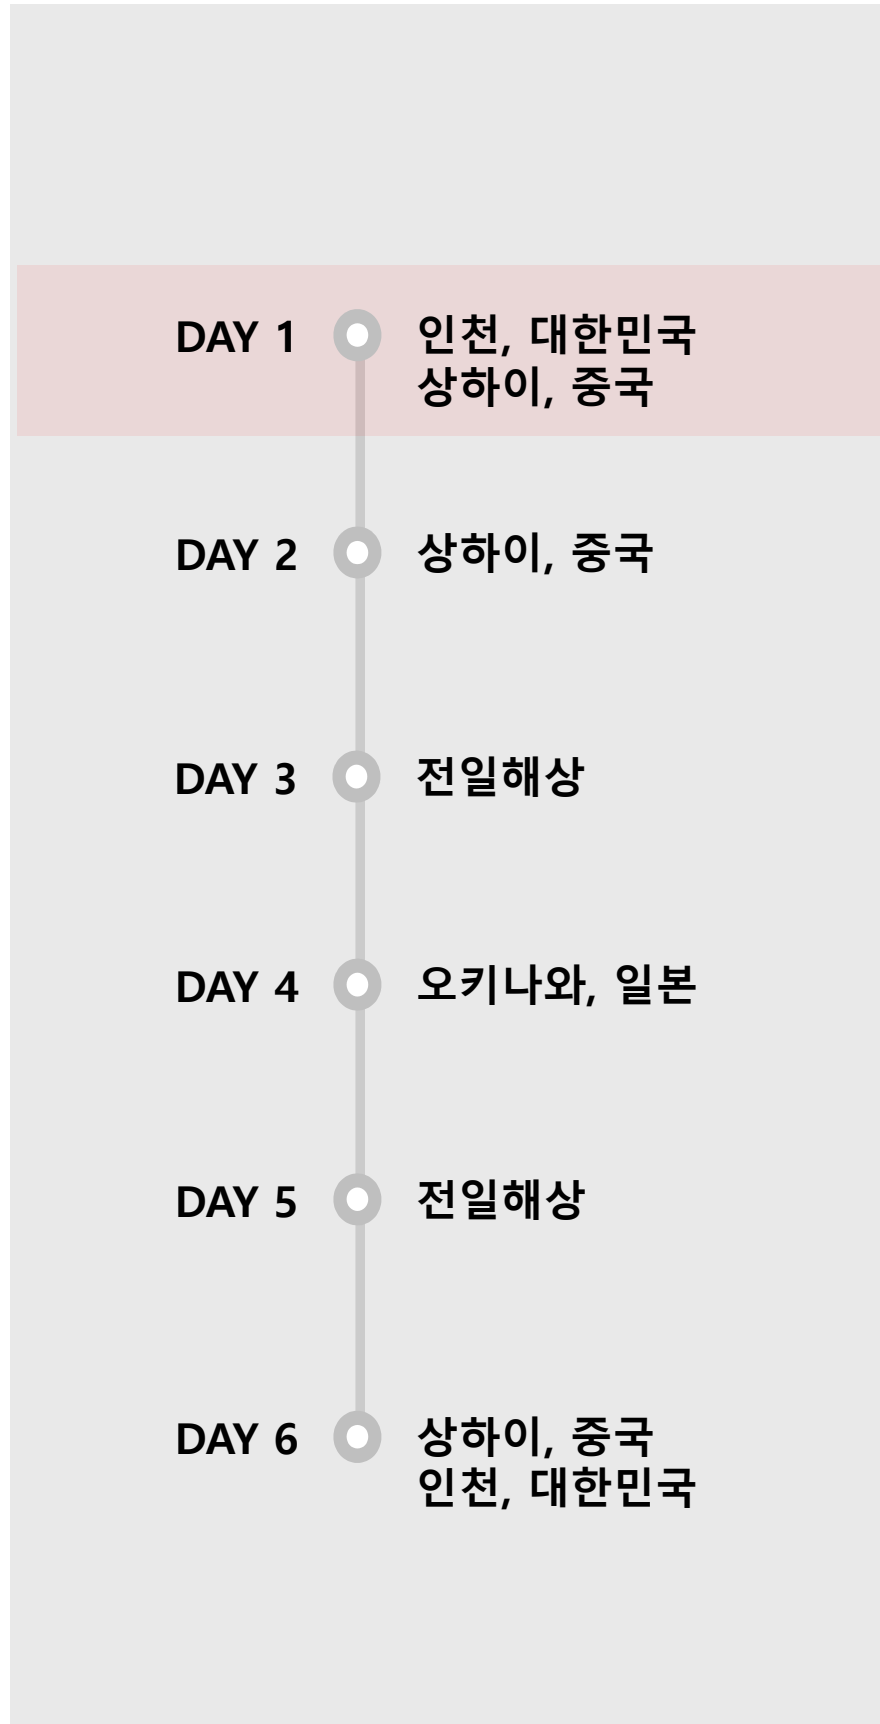 DAY 1 인천, 대한민국
상하이, 중국
DAY 2 상하이, 중국
DAY 3 전일해상
DAY 4 오키나와, 일본
DAY 5 전일해상
DAY 6 상하이, 중국
인천, 대한민국